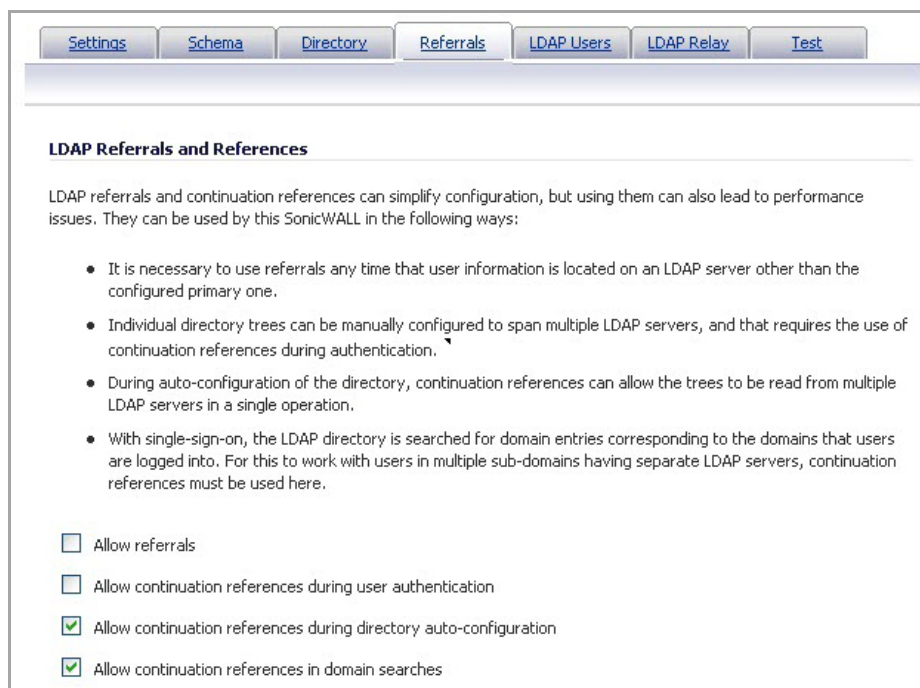 Settings
Schema
Directory
Referrals
LDAP Users
LDAP Relay
Test
LDAP Referrals and References
LDAP referrals and continuation references can simplify configuration, but using them can also lead to performance
issues. They can be used by this SonicWALL in the following ways:
It is necessary to use referrals any time that user information is located on an LDAP server other than the
configured primary one.
Individual directory trees can be manually configured to span multiple LDAP servers, and that requires the use of
continuation references during authentication.
During auto-configuration of the directory, continuation references can allow the trees to be read from multiple
LDAP servers in a single operation.
With single-sign-on, the LDAP directory is searched for domain entries corresponding to the domains that users
are logged into. For this to work with users in multiple sub-domains having separate LDAP servers, continuation
references must be used here.
Allow referrals
Allow continuation references during user authentication
Allow continuation references during directory auto-configuration
Allow continuation references in domain searches